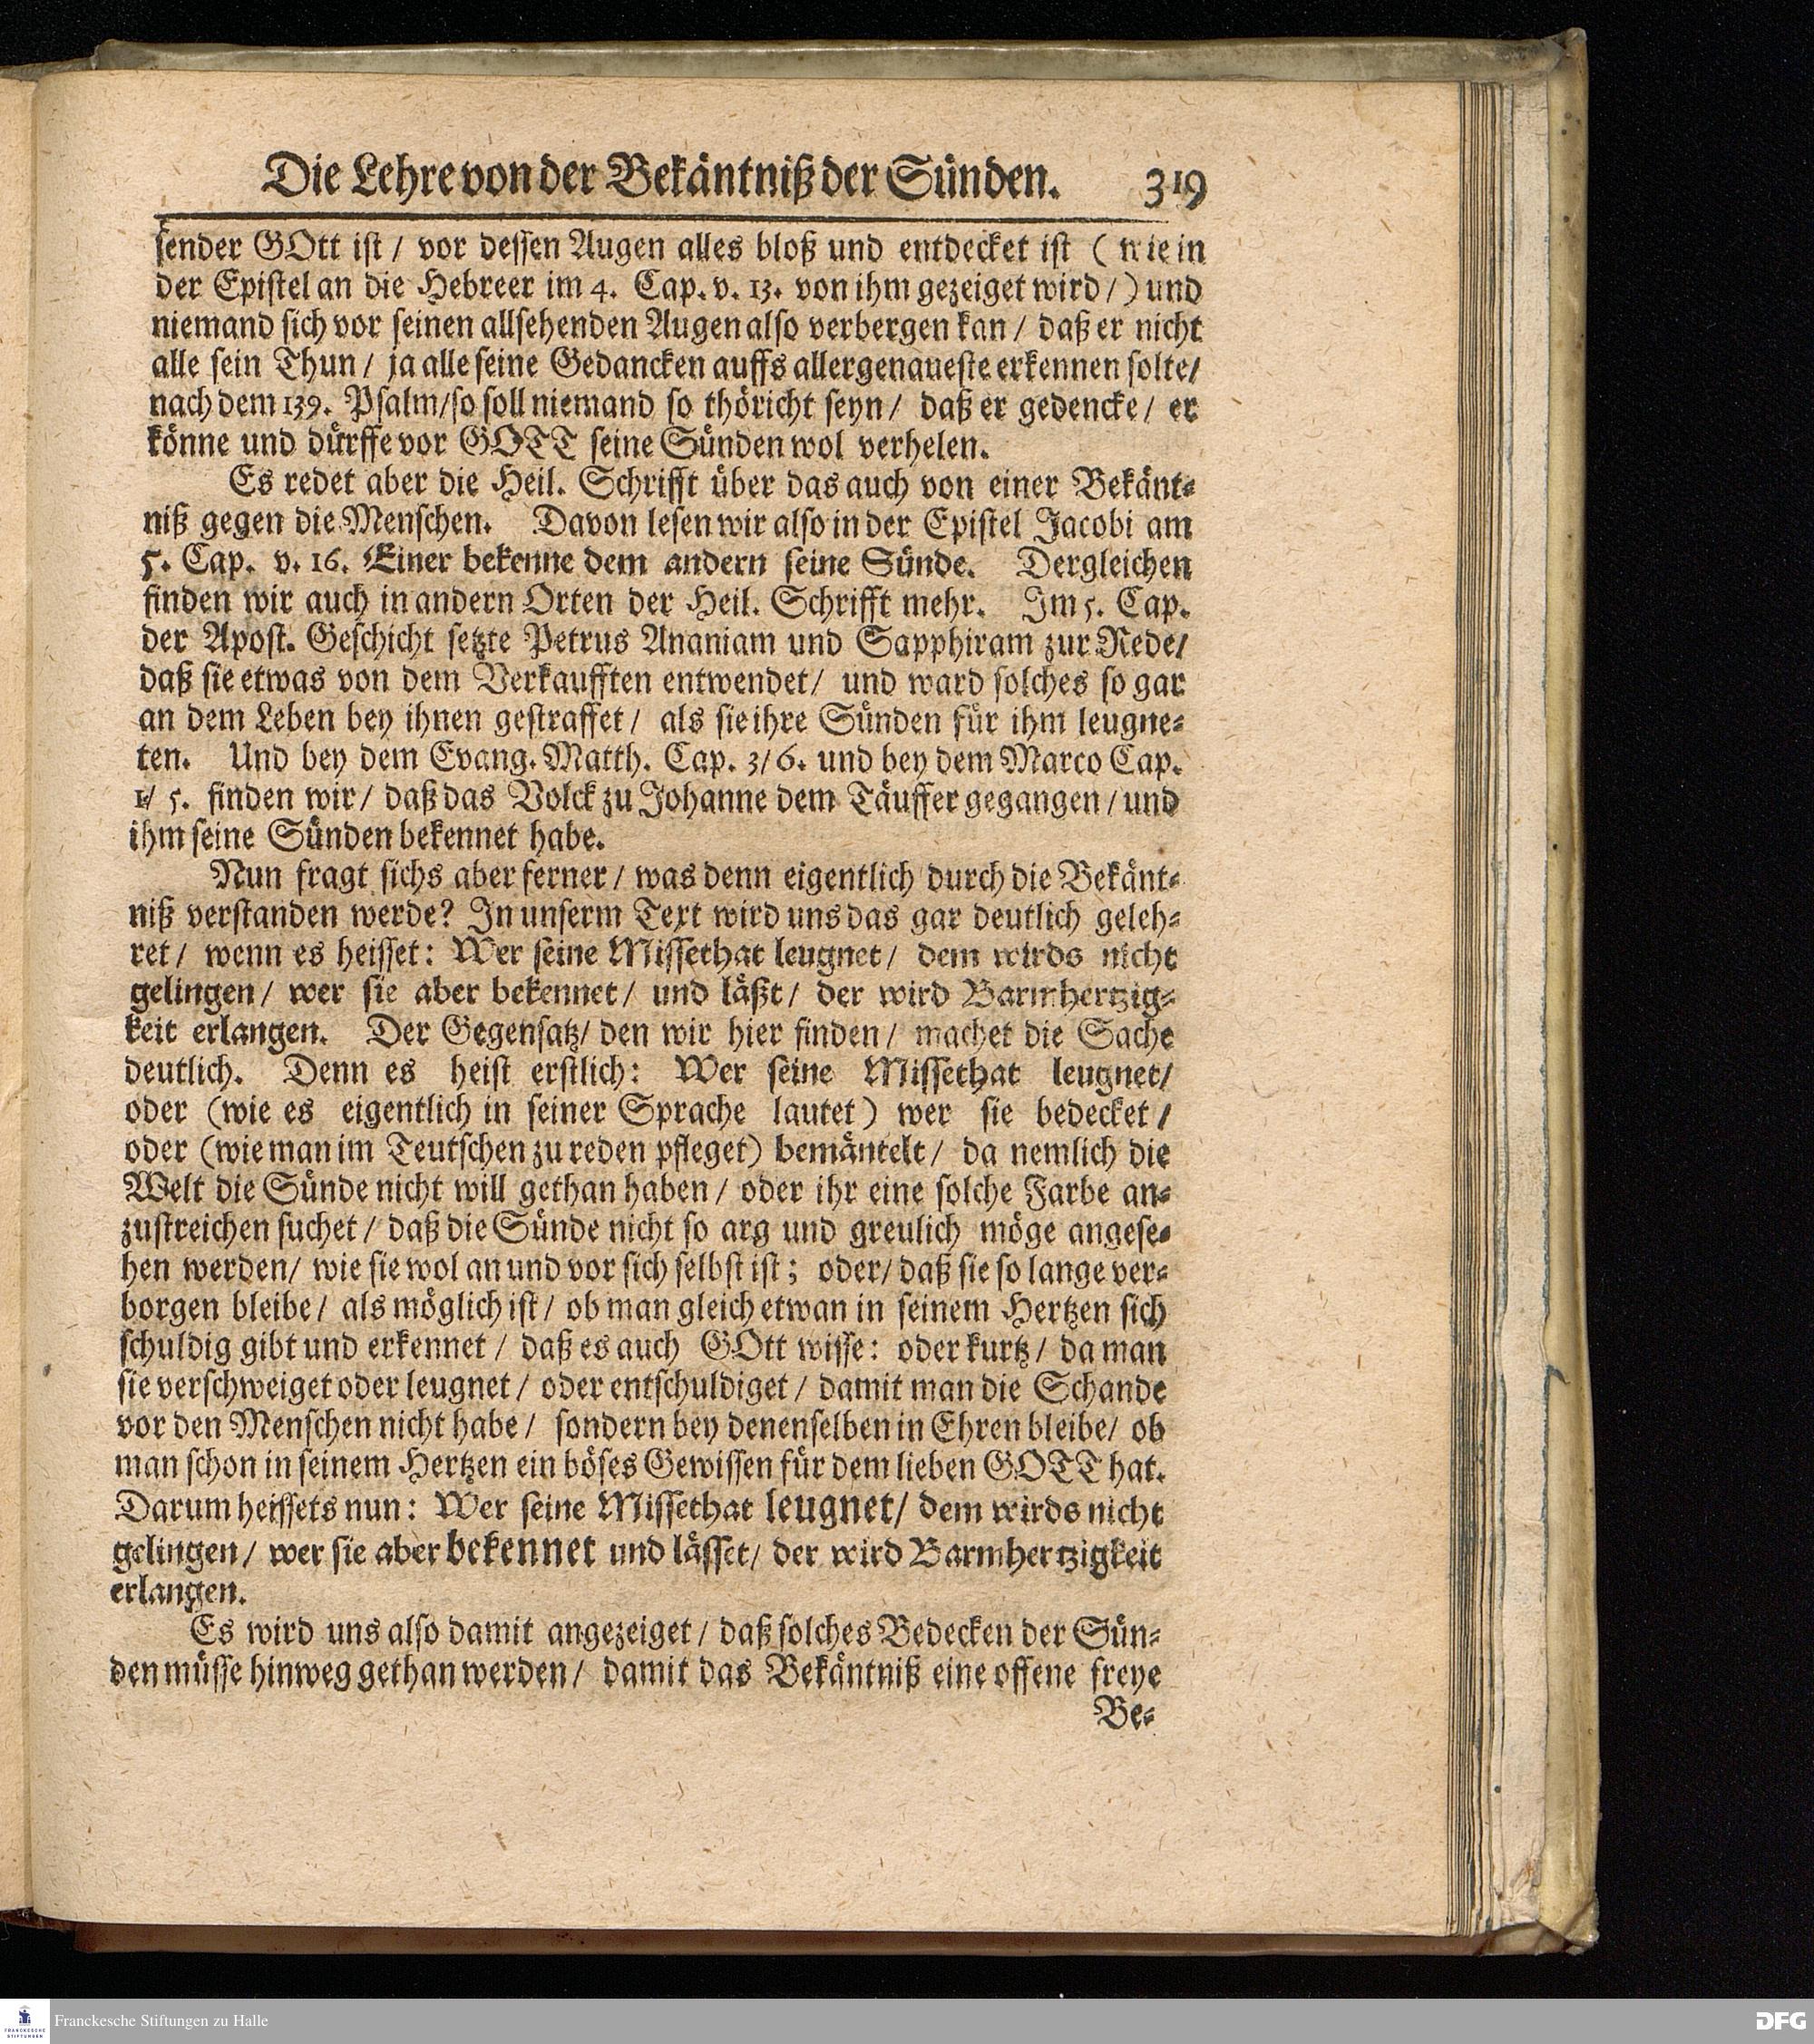 Die Lehre von der Bekäntniß der Sünden. 319
sender GOtt ist / vor dessen Augen alles bloß und entdecket ist ( wie in
der Epistel an die Hebreer im 4. Cap. v. 13. von ihm gezeiget wird / ) und
niemand sich vor seinen allsehenden Augen also verbergen kan / daß er nicht
alle sein Thun / ja alle seine Gedancken auffs allergenaueste erkennen solte/
nach dem 139. Psalm/so soll niemand so thöricht seyn / daß er gedencke / er
könne und dürffe vor GOTT seine Sünden wol verhelen.
Es redet aber die Heil. Schrifft über das auch von einer Bekänt-
niß gegen die Menschen. Davon lesen wir also in der Epistel Jacobi am
5. Cap. v. 16. Einer bekenne dem andern seine Sünde. Dergleichen
finden wir auch in andern Orten der Heil. Schrifft mehr. Im 5. Cap.
der Apost. Geschicht setzte Petrus Ananiam und Sapphiram zur Rede/
daß sie etwas von dem Verkaufften entwendet/ und ward solches so gar
an dem Leben bey ihnen gestraffet / als sie ihre Sünden für ihm leugne-
ten. Und bey dem Evang. Matth. Cap. 3/6. und bey dem Marco Cap.
1/ 5. finden wir / daß das Volck zu Johanne dem Täuffer gegangen / und
ihm seine Sünden bekennet habe.
Nun fragt sichs aber ferner / was denn eigentlich durch die Bekänt-
niß verstanden werde? In unserm Text wird uns das gar deutlich geleh-
ret / wenn es heisset: Wer seine Missethat leugnet / dem wirds nicht
gelingen / wer sie aber bekennet / und läßt / der wird Barmhertzig-
keit erlangen. Der Gegensatz/ den wir hier finden / machet die Sache
deutlich. Denn es heist erstlich: Wer seine Missethat leugnet/
oder (wie es eigentlich in seiner Sprache lautet) wer sie bedecket /
oder (wie man im Teutschen zu reden pfleget) bemäntelt / da nemlich die
Welt die Sünde nicht will gethan haben / oder ihr eine solche Farbe an-
zustreichen suchet / daß die Sünde nicht so arg und greulich möge angese-
hen werden/ wie sie wol an und vor sich selbst ist; oder/ daß sie so lange ver-
borgen bleibe / als möglich ist / ob man gleich etwan in seinem Hertzen sich
schuldig gibt und erkennet / daß es auch GOtt wisse: oder kurtz / da man
sie verschweiget oder leugnet / oder entschuldiget / damit man die Schande
vor den Menschen nicht habe / sondern bey denenselben in Ehren bleibe/ ob
man schon in seinem Hertzen ein böses Gewissen für dem lieben GOTT hat.
Darum heissets nun: Wer seine Missethat leugnet/ dem wirds nicht
gelingen / wer sie aber bekennet und lässet/ der wird Barmhertzigkeit
erlangen.
Es wird uns also damit angezeiget / daß solches Bedecken der Sün-
den müsse hinweg gethan werden / damit das Bekäntniß eine offene freye
Be-
FRANCKESCHE STIFTUNGEN
Franckesche Stiftungen zu Halle
DFG